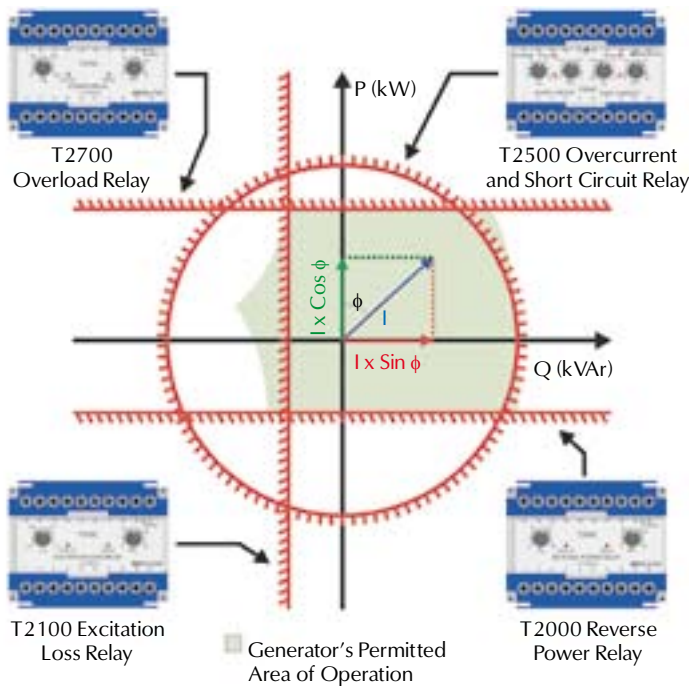 P (kW)
T2700
Overload Relay
T2500 Overcurrent
and Short Circuit Relay
I x Cos ϕ
ϕ
I
I x Sin ϕ
Q (kVAr)
T2100 Excitation
Loss Relay
Generator's Permitted
Area of Operation
T2000 Reverse
Power Relay